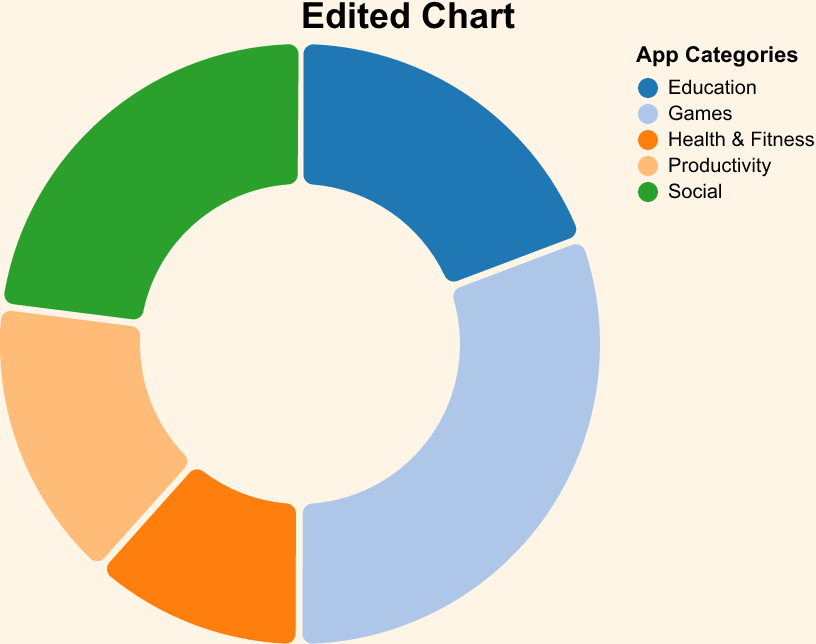 Edited Chart
App Categories
Education
Games
Health & Fitness
Productivity
Social